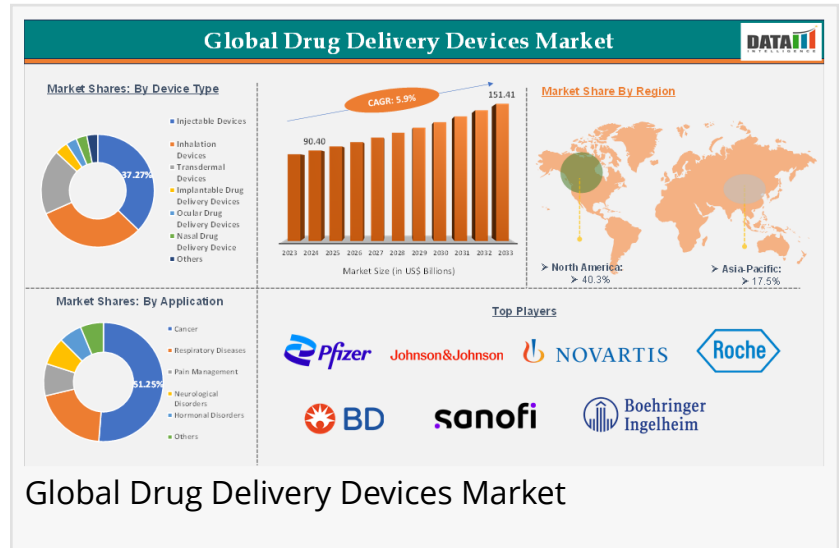 Global Drug Delivery Devices Market
DATAM
INTELLIGENCE
Market Shares: By Device Type
37.27%
Injectable Devices
Inhalation
Devices
Transdermal
Devices
Implantable Drug
Delivery Devices
Ocular Drug
Delivery Devices
Nasal Drug
Delivery Device
Others
CAGR: 5.9%
90.40
151.41
2023 2024 2025 2026 2027 2028 2029 2030 2031 2032 2033
Market Size (in US$ Billions)
Market Share By Region
➢ North America:
➢ 40.3%
➢ Asia-Pacific:
➢ 17.5%
Market Shares: By Application
51.25%
Cancer
Respiratory Diseases
Pain Management
Neurological
Disorders
Hormonal Disorders
Others
Top Players
Pfizer
Johnson&Johnson
NOVARTIS
Roche
BD
sanofi
Boehringer
Ingelheim
Global Drug Delivery Devices Market